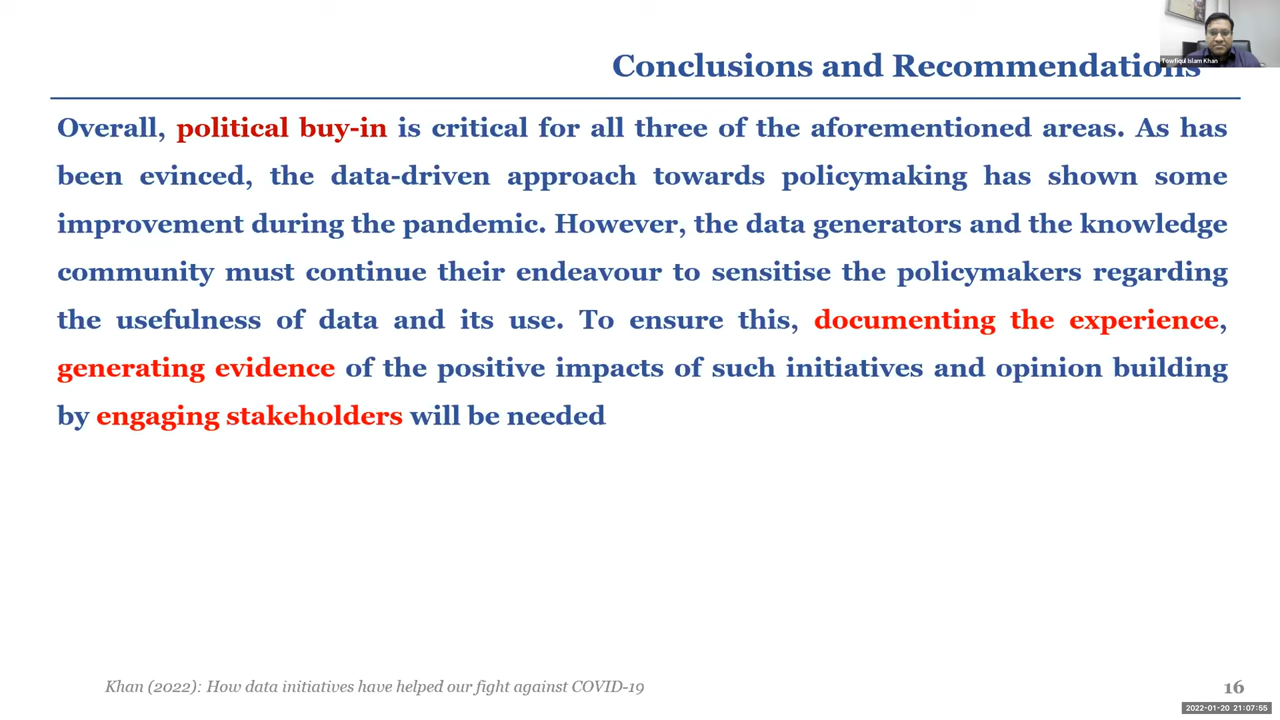 Conclusions and Recommendations
Towfiqul Islam Khan
Overall, political buy-in is critical for all three of the aforementioned areas. As has
been evinced, the data-driven approach towards policymaking has shown some
improvement during the pandemic. However, the data generators and the knowledge
community must continue their endeavour to sensitise the policymakers regarding
the usefulness of data and its use. To ensure this, documenting the experience,
generating evidence of the positive impacts of such initiatives and opinion building
by engaging stakeholders will be needed
Khan (2022): How data initiatives have helped our fight against COVID-19
16
2022-01-20 21:07:55